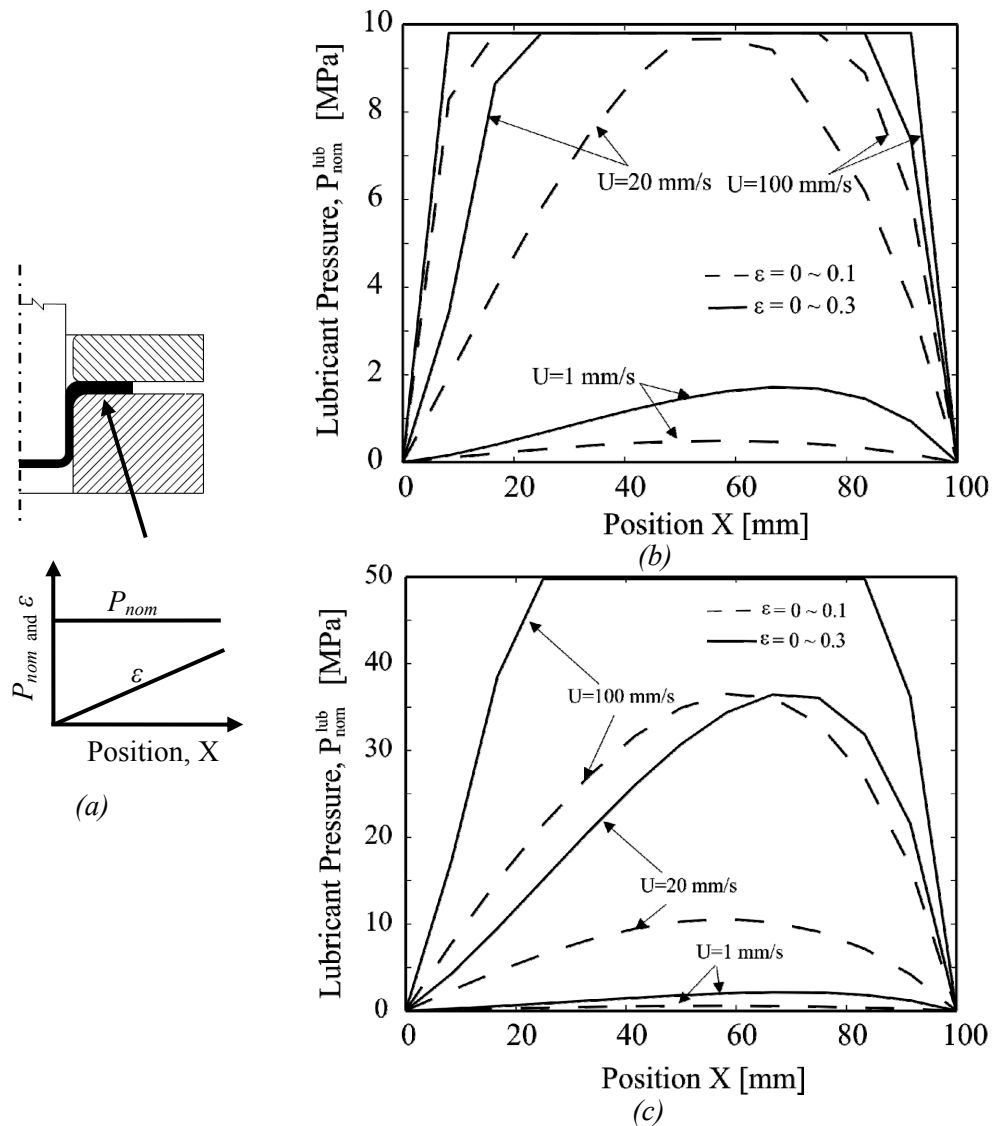 Lubricant Pressure, P_nom^lub [MPa]
10
8
6
4
2
0
U=20 mm/s
U=100 mm/s
ε = 0 ~ 0.1
ε = 0 ~ 0.3
U=1 mm/s
0 20 40 60 80 100
Position X [mm]
(b)
P_nom and ε
P_nom
ε
Position, X
(a)
Lubricant Pressure, P_nom^lub [MPa]
50
40
30
20
10
0
ε = 0 ~ 0.1
ε = 0 ~ 0.3
U=100 mm/s
U=20 mm/s
U=1 mm/s
0 20 40 60 80 100
Position X [mm]
(c)